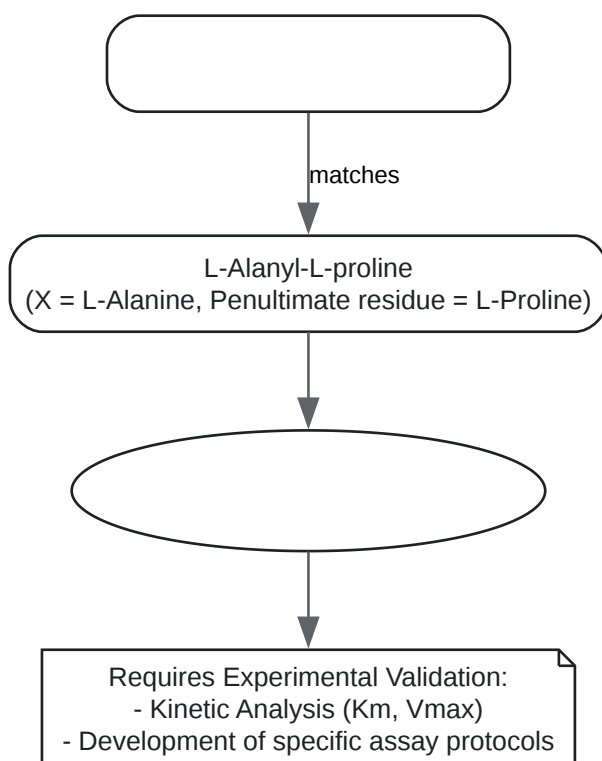 matches
L-Alanyl-L-proline
(X = L-Alanine, Penultimate residue = L-Proline)
Requires Experimental Validation:
- Kinetic Analysis (Km, Vmax)
- Development of specific assay protocols